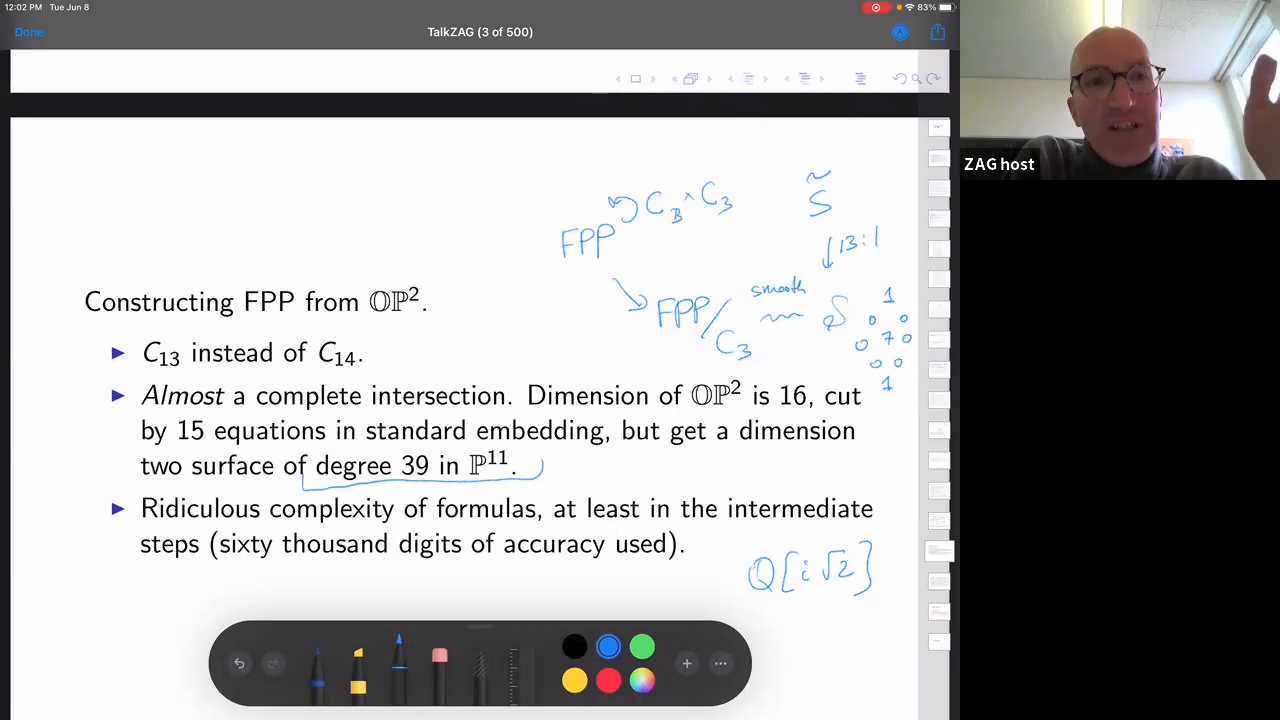 12:02 PM Tue Jun 8
83%
Done
TalkZAG (3 of 500)
ZAG host
FPP
C₃ × C₃
S̃
13:1
FPP/C₃
smooth
S
1
0 0
0 7 0
0 0
1
Constructing FPP from 𝕆ℙ².
▶ C₁₃ instead of C₁₄.
▶ Almost a complete intersection. Dimension of 𝕆ℙ² is 16, cut
by 15 equations in standard embedding, but get a dimension
two surface of degree 39 in ℙ¹¹.
▶ Ridiculous complexity of formulas, at least in the intermediate
steps (sixty thousand digits of accuracy used).
ℚ[i√2]